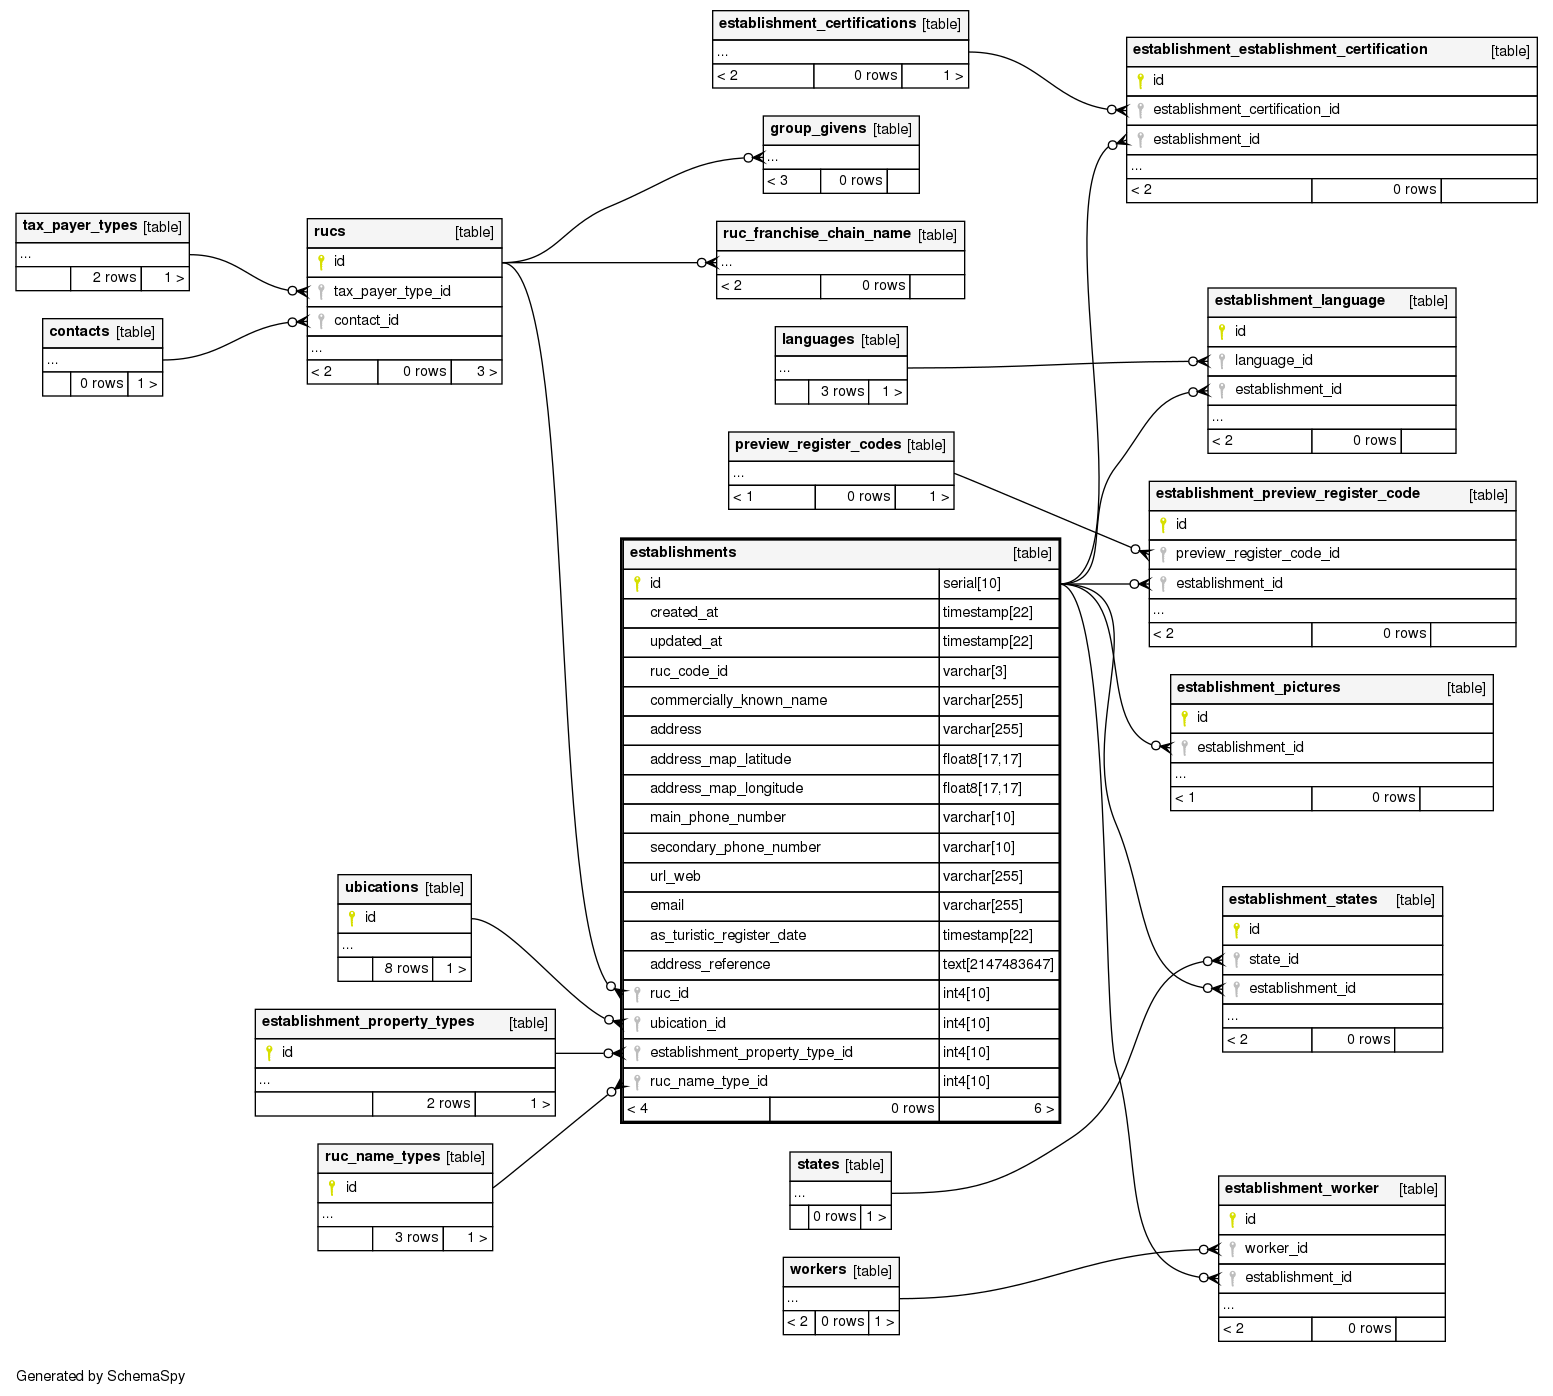 establishment_certifications [table]
...
< 2 0 rows 1 >
establishment_establishment_certification [table]
id
establishment_certification_id
establishment_id
...
< 2 0 rows
group_givens [table]
...
< 3 0 rows
tax_payer_types [table]
...
2 rows 1 >
rucs [table]
id
tax_payer_type_id
contact_id
...
< 2 0 rows 3 >
ruc_franchise_chain_name [table]
...
< 2 0 rows
contacts [table]
...
0 rows 1 >
languages [table]
...
3 rows 1 >
establishment_language [table]
id
language_id
establishment_id
...
< 2 0 rows
preview_register_codes [table]
...
< 1 0 rows 1 >
establishment_preview_register_code [table]
id
preview_register_code_id
establishment_id
...
< 2 0 rows
establishments [table]
id serial[10]
created_at timestamp[22]
updated_at timestamp[22]
ruc_code_id varchar[3]
commercially_known_name varchar[255]
address varchar[255]
address_map_latitude float8[17,17]
address_map_longitude float8[17,17]
main_phone_number varchar[10]
secondary_phone_number varchar[10]
url_web varchar[255]
email varchar[255]
as_turistic_register_date timestamp[22]
address_reference text[2147483647]
ruc_id int4[10]
ubication_id int4[10]
establishment_property_type_id int4[10]
ruc_name_type_id int4[10]
< 4 0 rows 6 >
establishment_pictures [table]
id
establishment_id
...
< 1 0 rows
ubications [table]
id
...
8 rows 1 >
establishment_states [table]
id
state_id
establishment_id
...
< 2 0 rows
establishment_property_types [table]
id
...
2 rows 1 >
ruc_name_types [table]
id
...
3 rows 1 >
states [table]
...
0 rows 1 >
establishment_worker [table]
id
worker_id
establishment_id
...
< 2 0 rows
workers [table]
...
< 2 0 rows 1 >
Generated by SchemaSpy